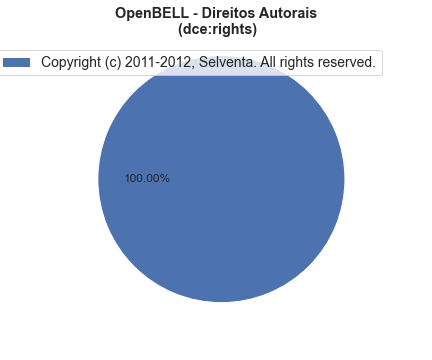 OpenBELL - Direitos Autorais
(dce:rights)
Copyright (c) 2011-2012, Selventa. All rights reserved.
100.00%